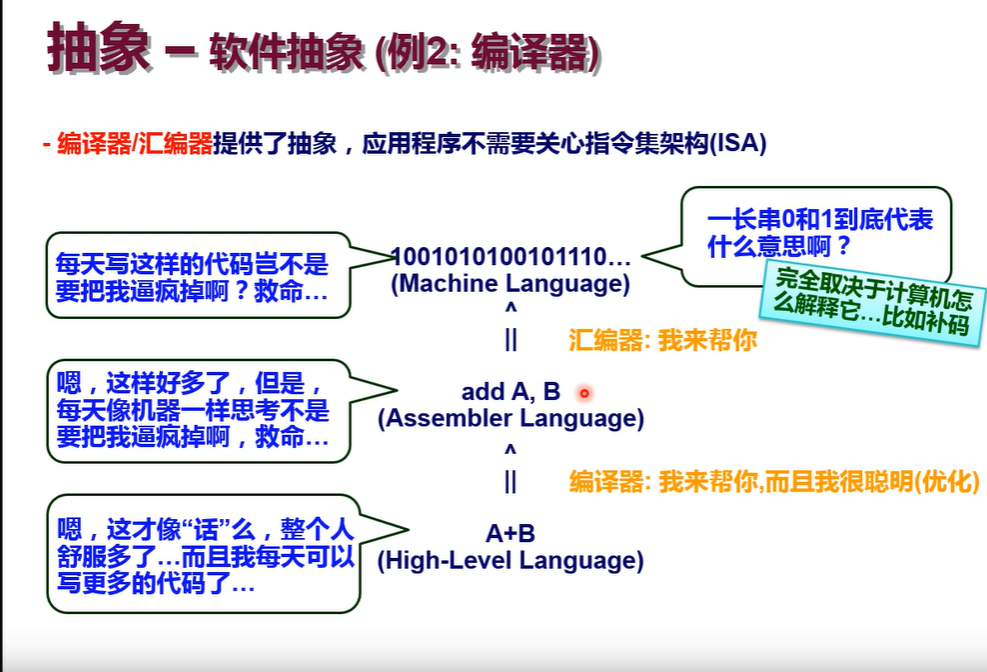 抽象 – 软件抽象 (例2: 编译器)
- 编译器/汇编器提供了抽象，应用程序不需要关心指令集架构(ISA)
每天写这样的代码岂不是
要把我逼疯掉啊？救命…
1001010100101110…
(Machine Language)
一长串0和1到底代表
什么意思啊？
完全取决于计算机怎
么解释它…比如补码
^
||
汇编器: 我来帮你
嗯，这样好多了，但是，
每天像机器一样思考不是
要把我逼疯掉啊，救命…
add A, B
(Assembler Language)
^
||
编译器: 我来帮你,而且我很聪明(优化)
嗯，这才像“话”么，整个人
舒服多了…而且我每天可以
写更多的代码了…
A+B
(High-Level Language)